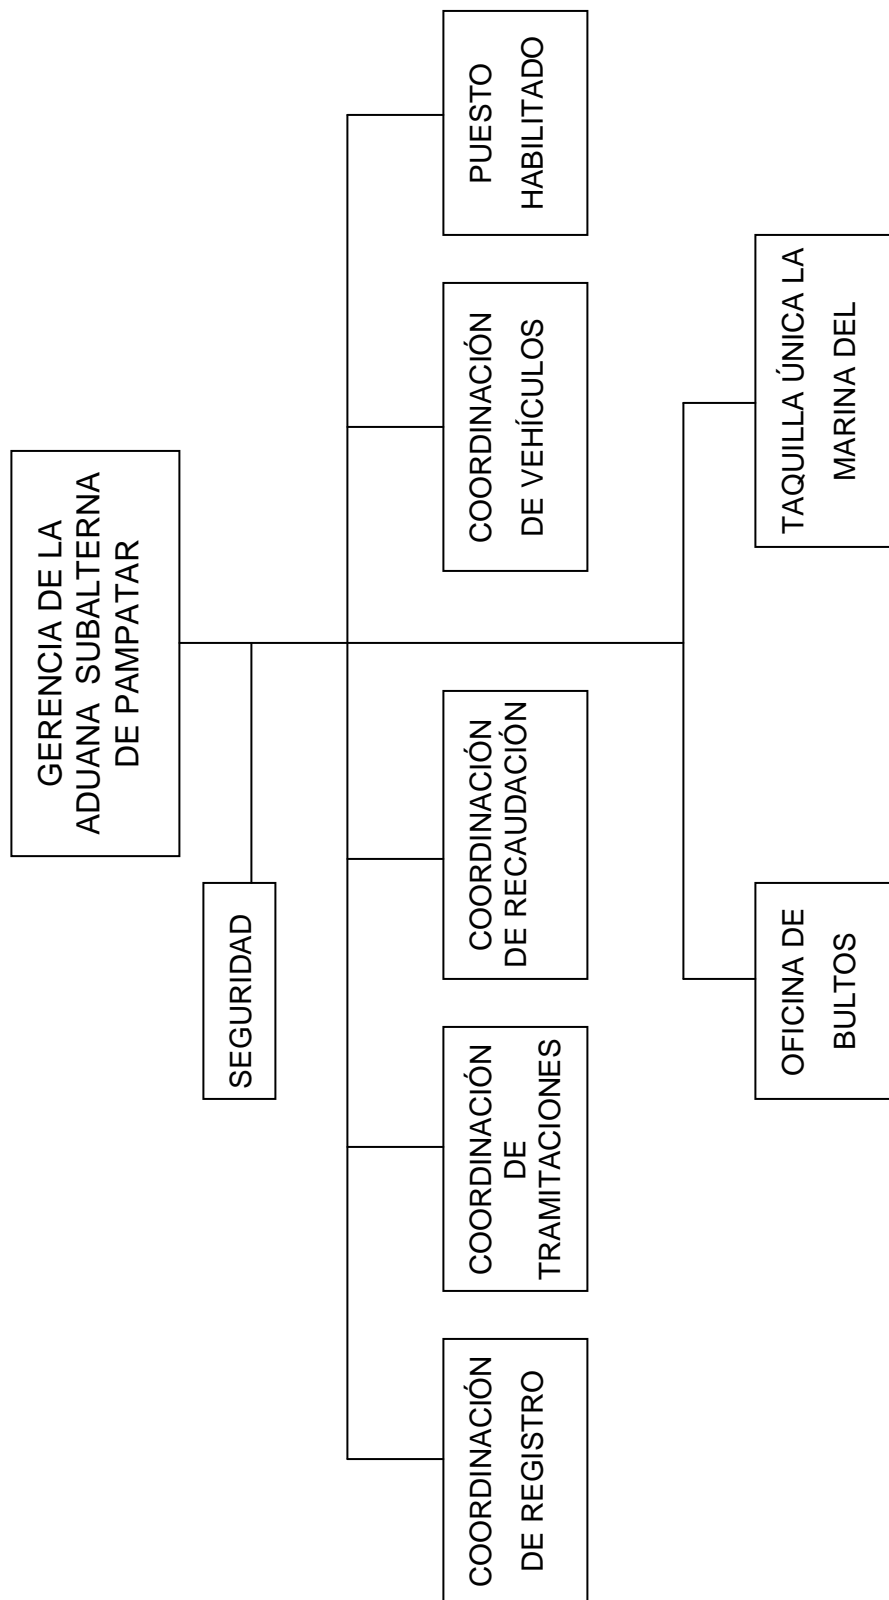 GERENCIA DE LA
ADUANA SUBALTERNA
DE PAMPATAR
SEGURIDAD
COORDINACIÓN
DE REGISTRO
COORDINACIÓN
DE
TRAMITACIONES
COORDINACIÓN
DE RECAUDACIÓN
COORDINACIÓN
DE VEHÍCULOS
PUESTO
HABILITADO
OFICINA DE
BULTOS
TAQUILLA ÚNICA LA
MARINA DEL